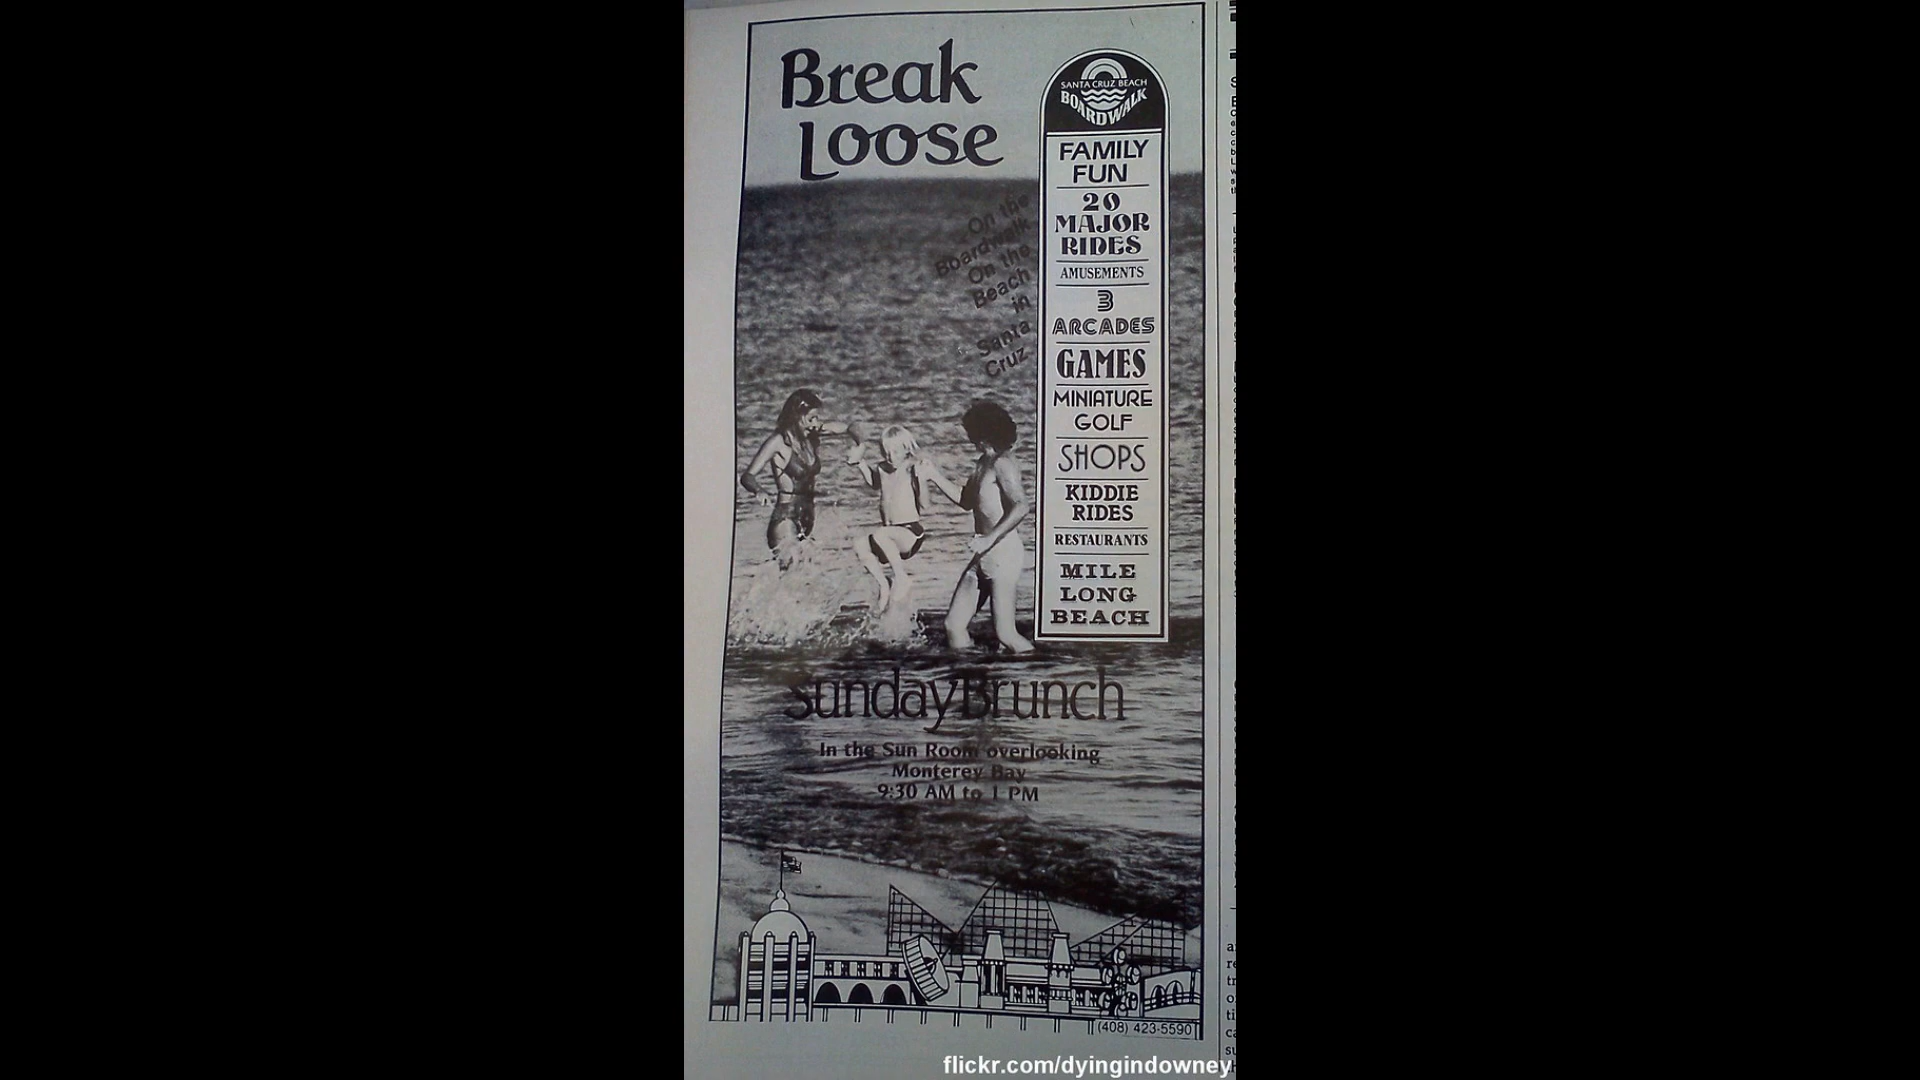 Break
Loose
SANTA CRUZ BEACH
BOARDWALK
FAMILY
FUN
20
MAJOR
RIDES
AMUSEMENTS
3
ARCADES
GAMES
MINIATURE
GOLF
SHOPS
KIDDIE
RIDES
RESTAURANTS
MILE
LONG
BEACH
On the
Boardwalk
On the
Beach
in
Santa
Cruz
Sunday Brunch
In the Sun Room overlooking
Monterey Bay
9:30 AM to 1 PM
(408) 423-5590
flickr.com/dyingindowney